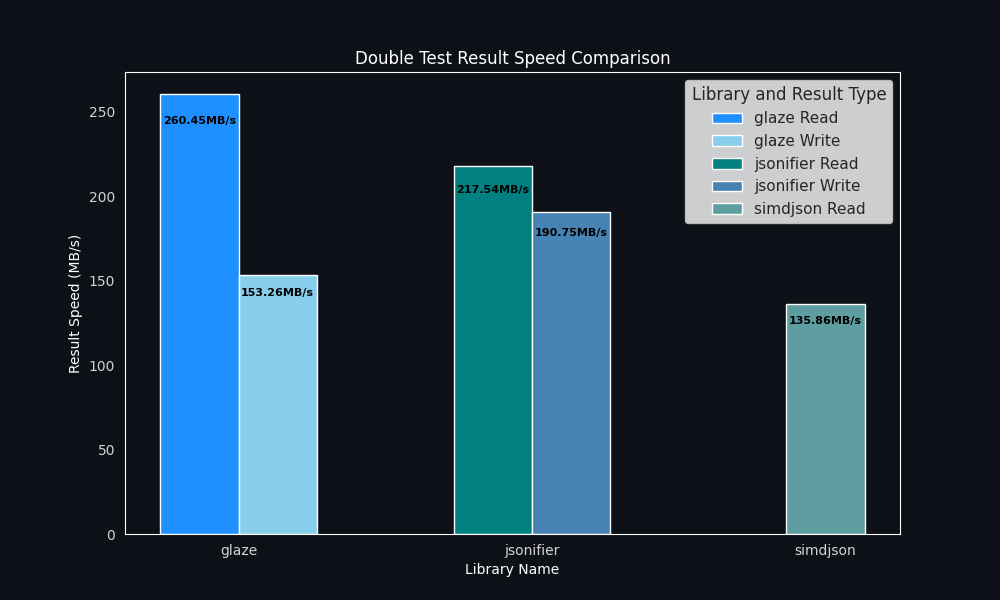 Double Test Result Speed Comparison
Library and Result Type
glaze Read
glaze Write
jsonifier Read
jsonifier Write
simdjson Read
Result Speed (MB/s)
250
200
150
100
50
0
260.45MB/s
153.26MB/s
217.54MB/s
190.75MB/s
135.86MB/s
glaze
jsonifier
simdjson
Library Name